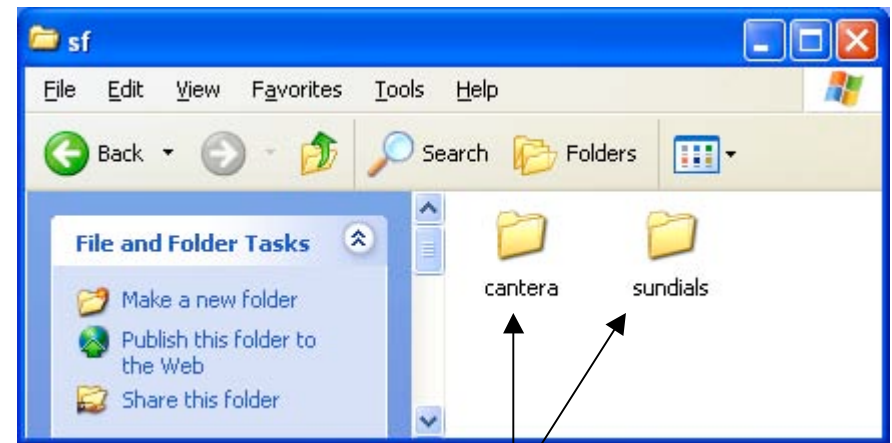 sf
File Edit View Favorites Tools Help
Back Search Folders
File and Folder Tasks
Make a new folder
Publish this folder to
the Web
Share this folder
cantera sundials